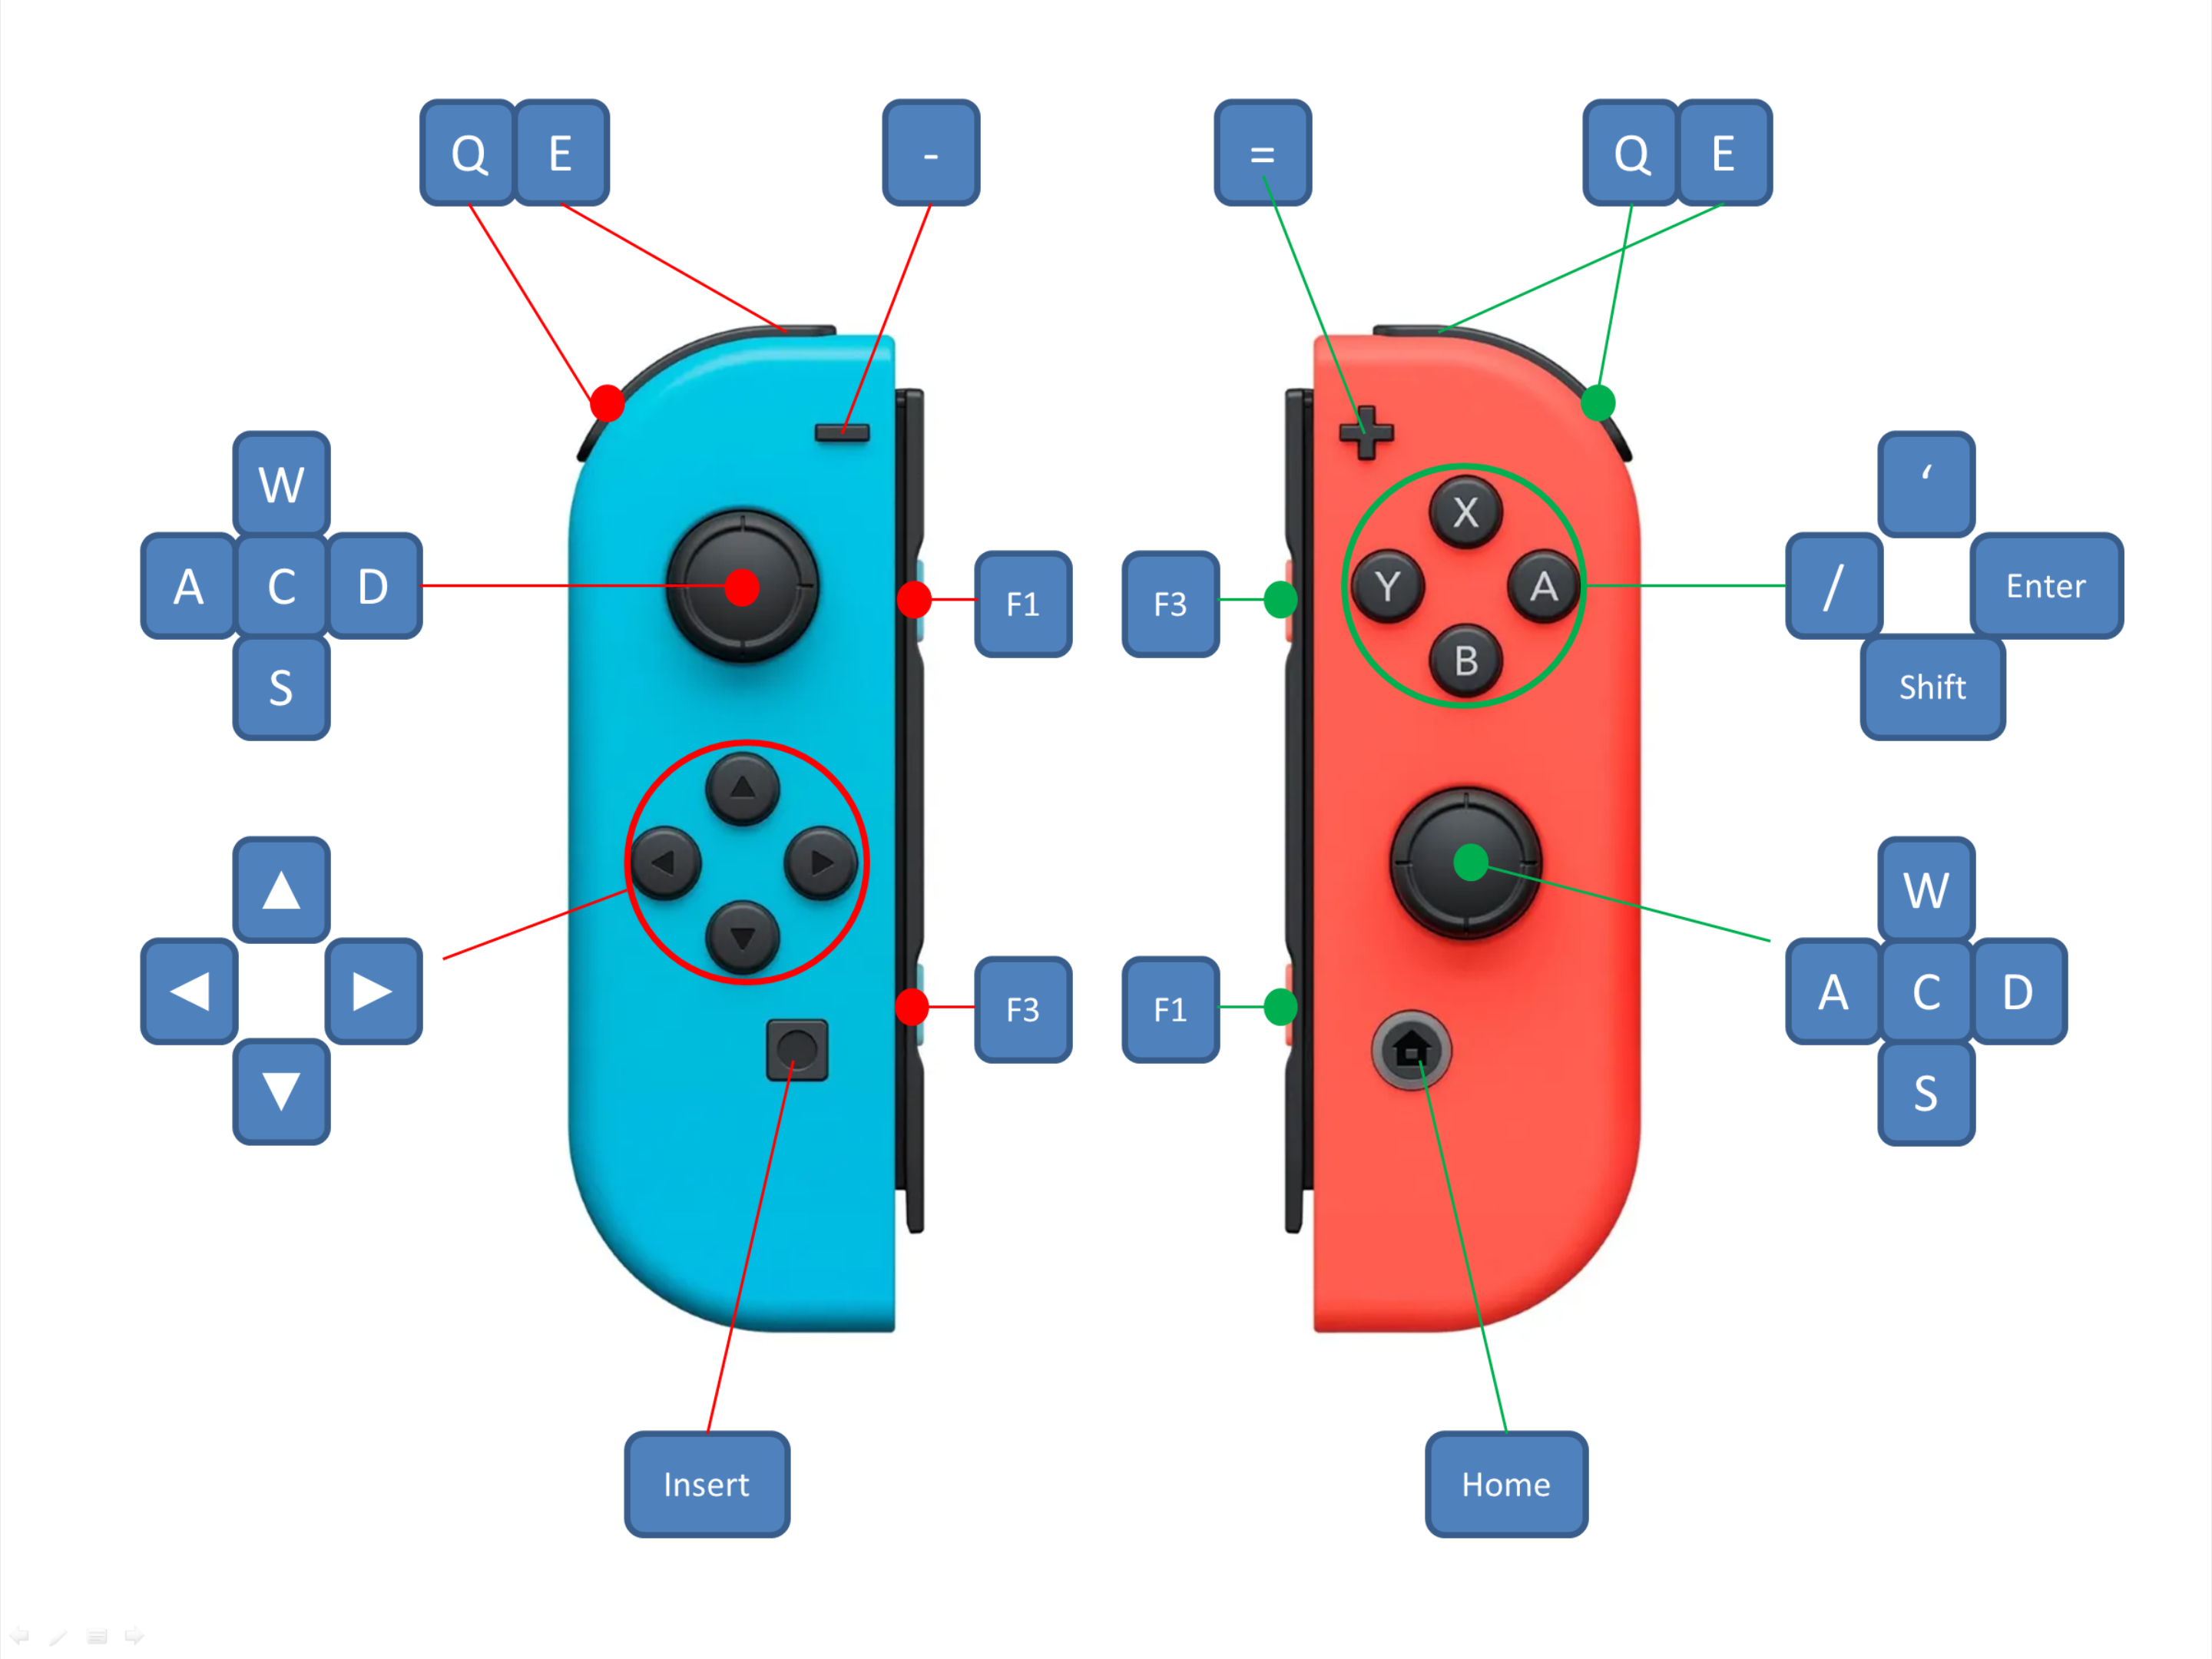 Q E - = Q E
W ‘
X
A C D F1 F3 Y A / Enter
B
S Shift
▲ ▲ W
◀ ▶ ◀ ▶ A C D
▼ F3 F1
▼ S
Insert Home